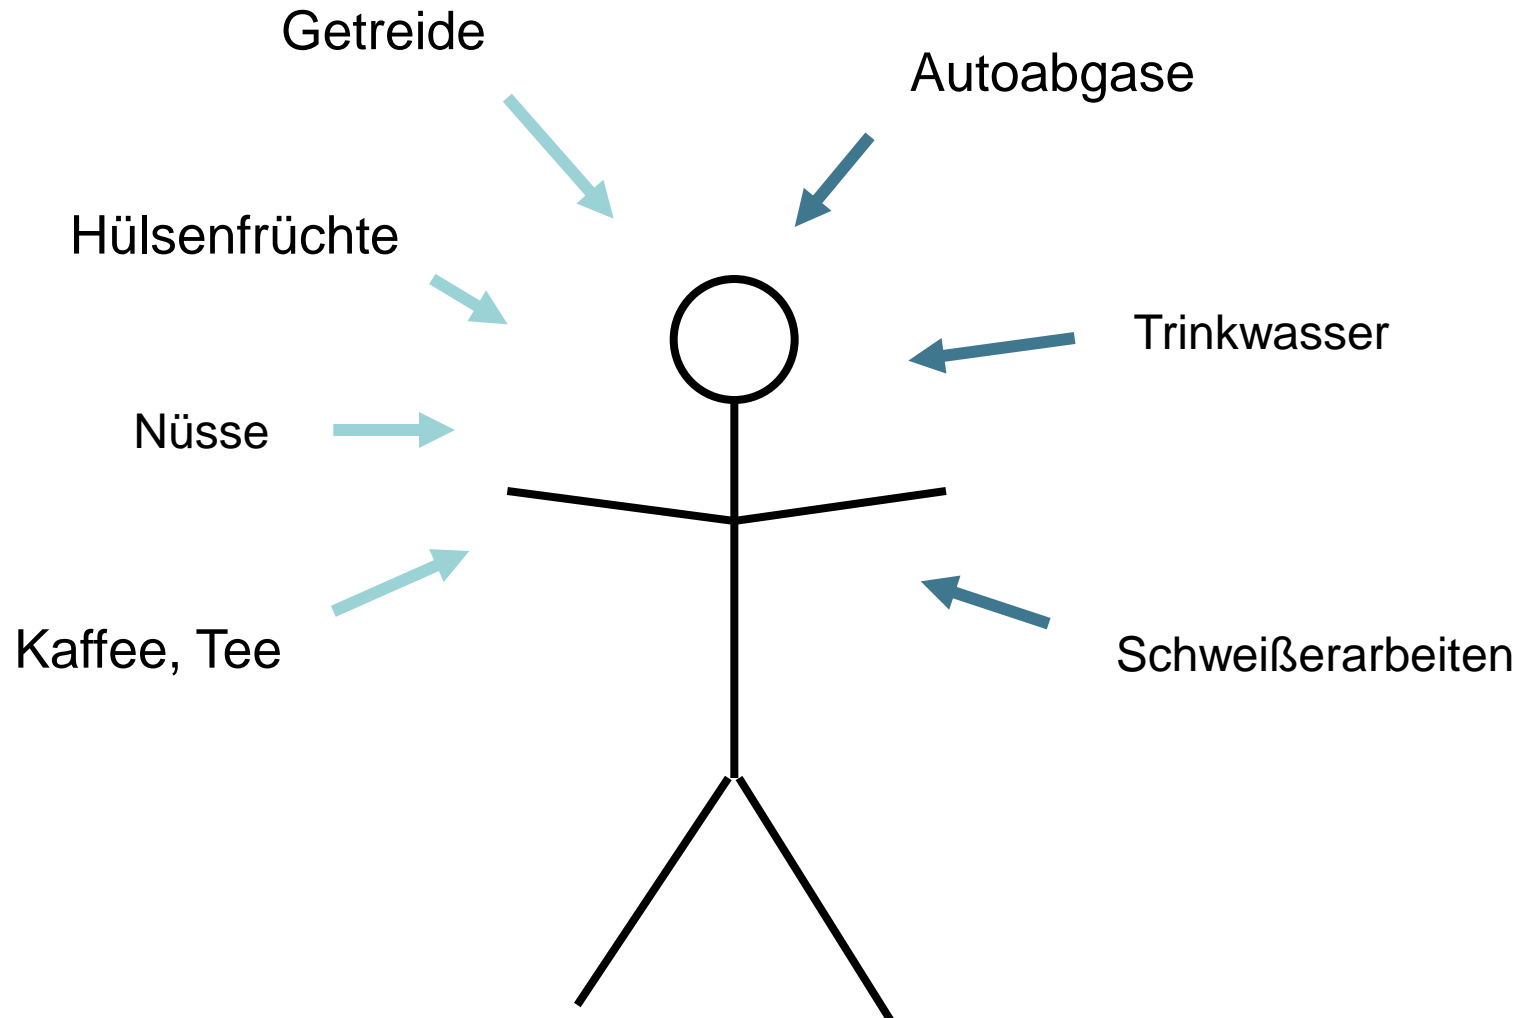 Getreide
Autoabgase
Hülsenfrüchte
Trinkwasser
Nüsse
Kaffee, Tee
Schweißerarbeiten